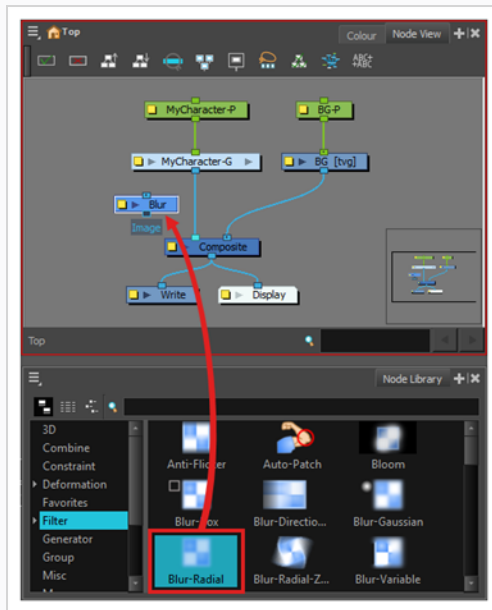 Top
Colour
Node View
ABC+
+ABC
MyCharacter-P
BG-P
MyCharacter-G
BG [tvg]
Blur
Image
Composite
Write
Display
Top
Node Library
3D
Combine
Constraint
Deformation
Favorites
Filter
Generator
Group
Misc
Anti-Flicker
Auto-Patch
Bloom
Blur-Box
Blur-Directio...
Blur-Gaussian
Blur-Radial
Blur-Radial-Z...
Blur-Variable